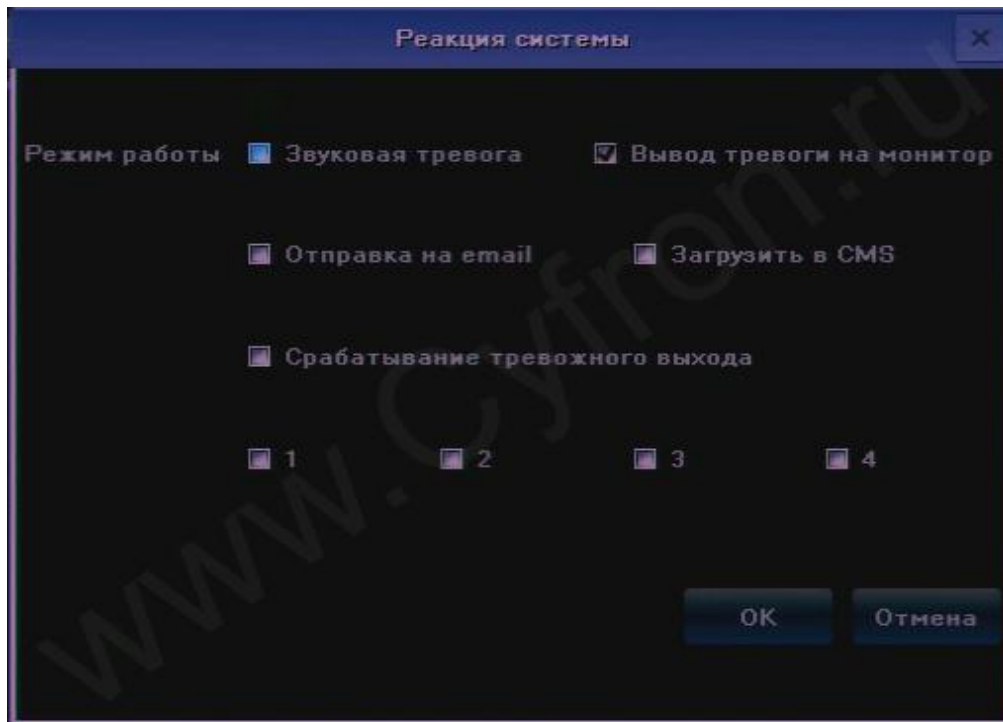 Реакция системы
Режим работы Звуковая тревога Вывод тревоги на монитор
Отправка на email Загрузить в CMS
Срабатывание тревожного выхода
1 2 3 4
OK Отмена
www.Cyfron.ru